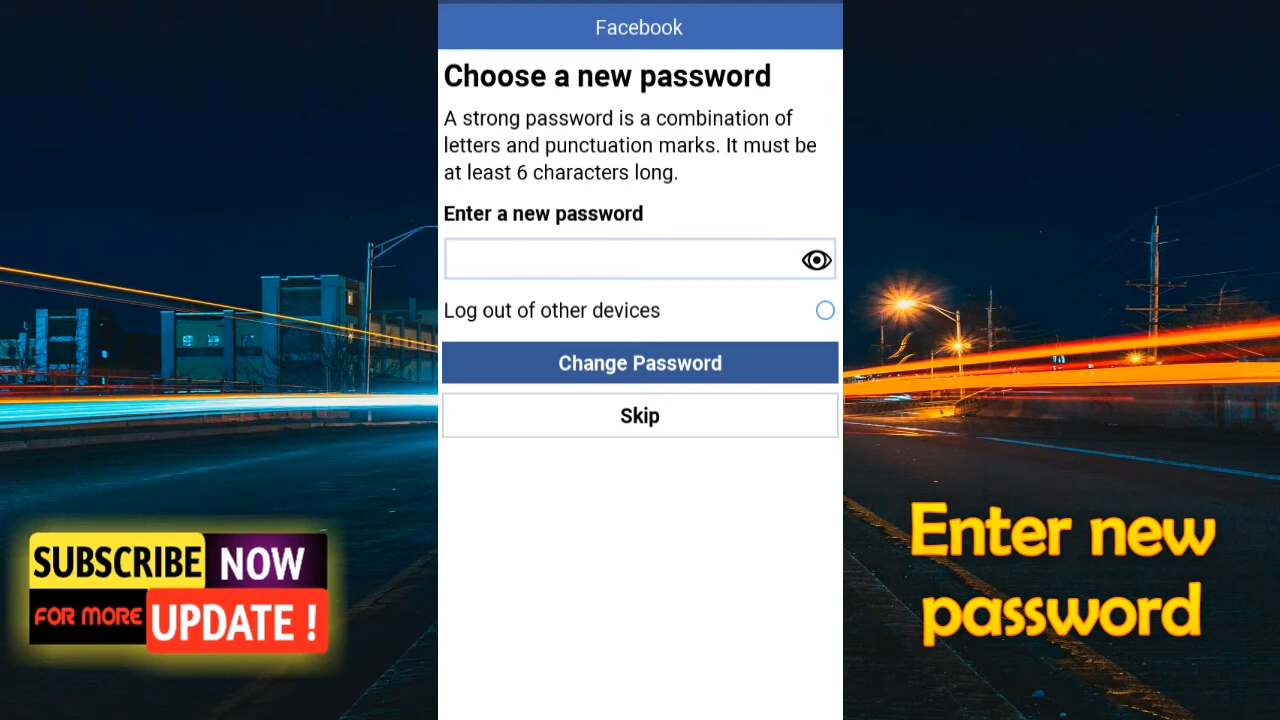 Facebook
Choose a new password
A strong password is a combination of
letters and punctuation marks. It must be
at least 6 characters long.
Enter a new password
Log out of other devices
Change Password
Skip
SUBSCRIBE NOW
FOR MORE UPDATE !
Enter new
password